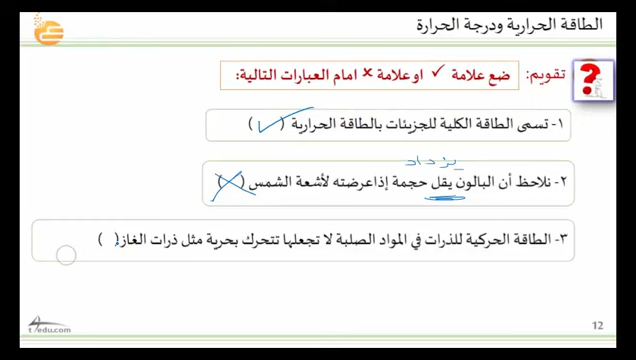 الطاقة الحرارية ودرجة الحرارة
تقويم: ضع علامة ✓ او علامة × امام العبارات التالية:
١- تسمى الطاقة الكلية للجزيئات بالطاقة الحرارية (✓)
يزداد
٢- نلاحظ أن البالون يقل حجمة إذا عرضته لأشعة الشمس (×)
٣- الطاقة الحركية للذرات في المواد الصلبة لا تجعلها تتحرك بحرية مثل ذرات الغاز ( )
t4edu.com
12